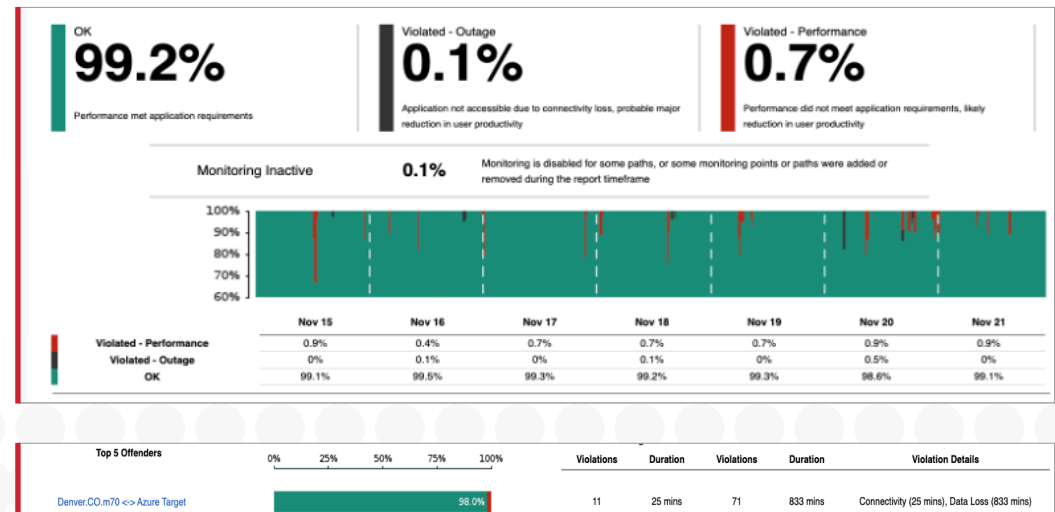 OK
99.2%
Performance met application requirements
Violated - Outage
0.1%
Application not accessible due to connectivity loss, probable major
reduction in user productivity
Violated - Performance
0.7%
Performance did not meet application requirements, likely
reduction in user productivity
Monitoring Inactive 0.1% Monitoring is disabled for some paths, or some monitoring points or paths were added or
removed during the report timeframe
100%
90%
80%
70%
60%
Nov 15 Nov 16 Nov 17 Nov 18 Nov 19 Nov 20 Nov 21
Violated - Performance 0.9% 0.4% 0.7% 0.7% 0.7% 0.9% 0.9%
Violated - Outage 0% 0.1% 0% 0.1% 0% 0.5% 0%
OK 99.1% 99.5% 99.3% 99.2% 99.3% 98.6% 99.1%
Top 5 Offenders
0% 25% 50% 75% 100%
Violations Duration Violations Duration Violation Details
Denver.CO.m70 <-> Azure Target 98.0% 11 25 mins 71 833 mins Connectivity (25 mins), Data Loss (833 mins)